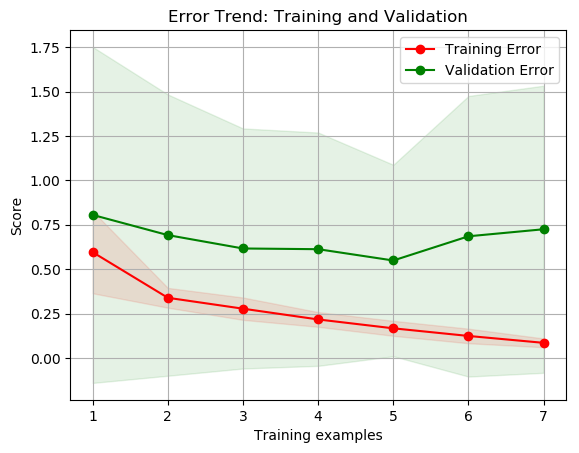 Error Trend: Training and Validation
Training Error
Validation Error
Score
1.75
1.50
1.25
1.00
0.75
0.50
0.25
0.00
1 2 3 4 5 6 7
Training examples